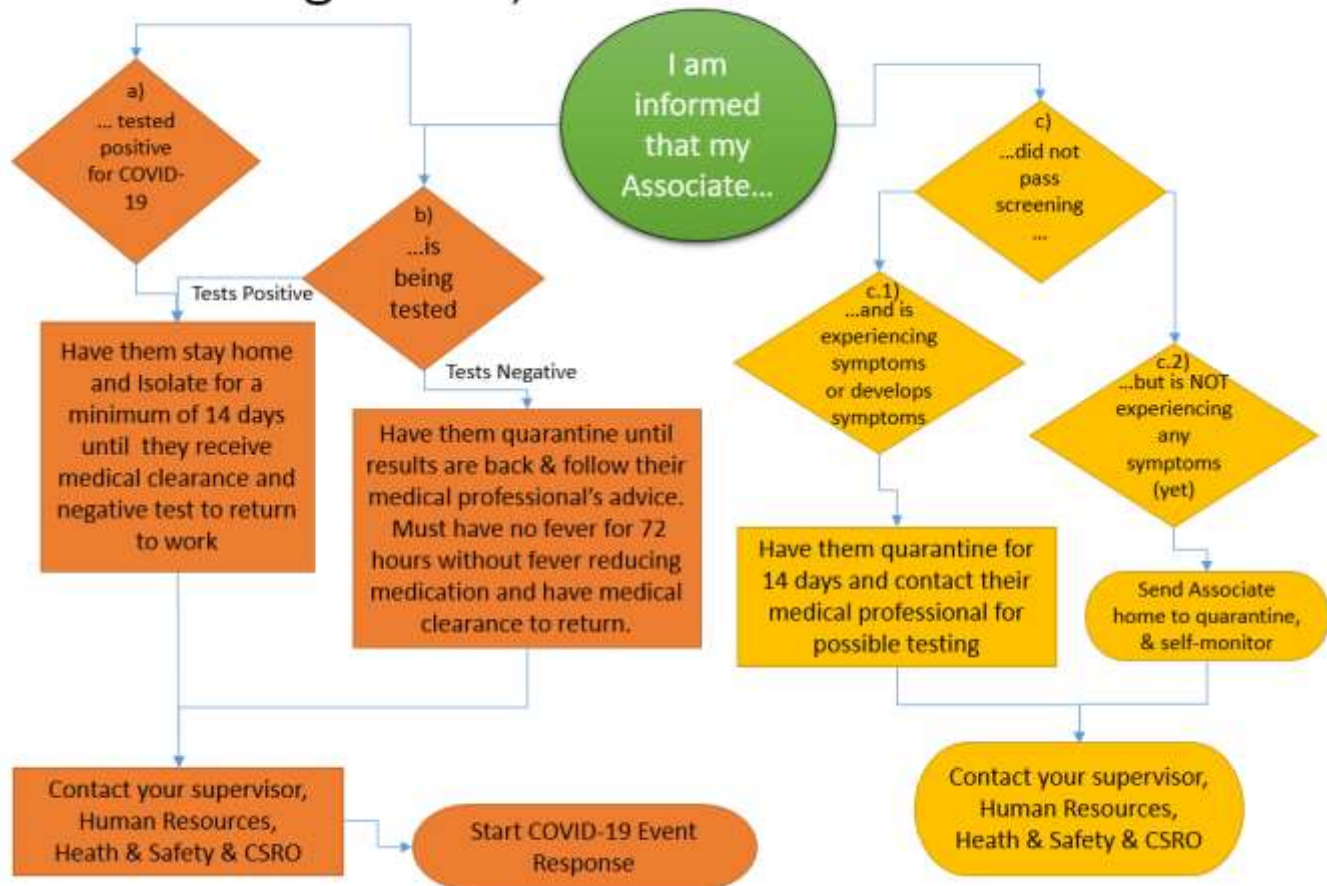 I am
informed
that my
Associate...
a)
... tested
positive
for COVID-
19
b)
...is
being
tested
Tests Positive
Tests Negative
Have them stay home
and Isolate for a
minimum of 14 days
until they receive
medical clearance and
negative test to return
to work
Have them quarantine until
results are back & follow their
medical professional's advice.
Must have no fever for 72
hours without fever reducing
medication and have medical
clearance to return.
Contact your supervisor,
Human Resources,
Heath & Safety & CSRO
Start COVID-19 Event
Response
c)
...did not
pass
screening
...
c.1)
...and is
experiencing
symptoms
or develops
symptoms
c.2)
...but is NOT
experiencing
any
symptoms
(yet)
Have them quarantine for
14 days and contact their
medical professional for
possible testing
Send Associate
home to quarantine,
& self-monitor
Contact your supervisor,
Human Resources,
Heath & Safety & CSRO